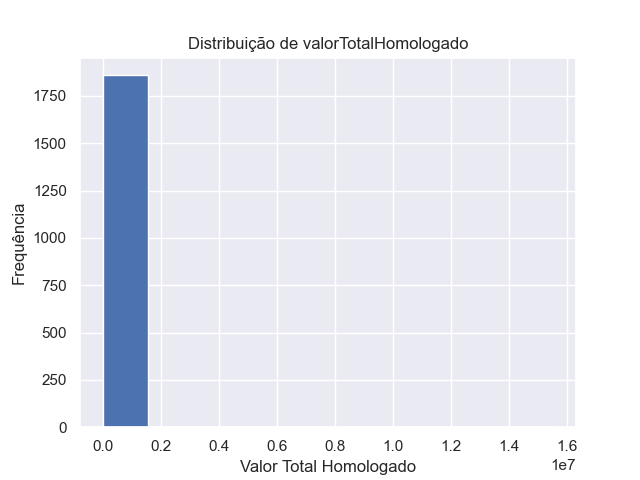 Distribuição de valorTotalHomologado
Frequência
1750
1500
1250
1000
750
500
250
0
0.0 0.2 0.4 0.6 0.8 1.0 1.2 1.4 1.6
1e7
Valor Total Homologado